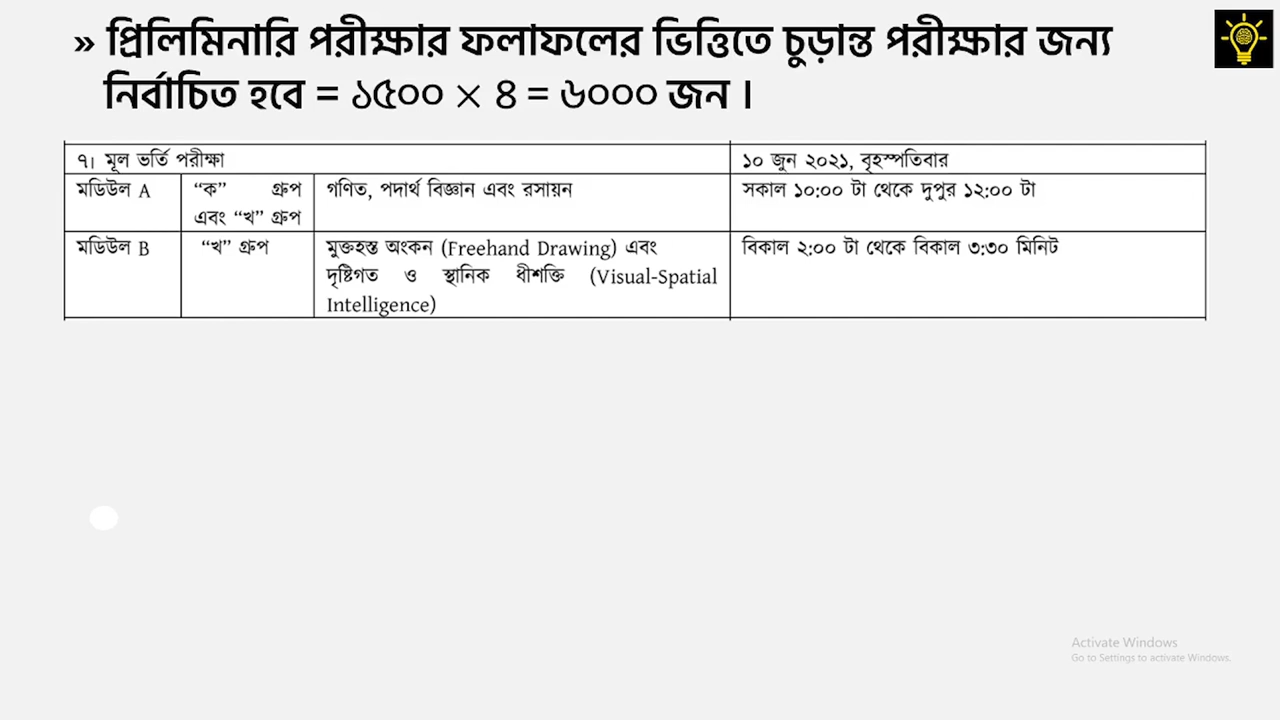 » প্রিলিমিনারি পরীক্ষার ফলাফলের ভিত্তিতে চুড়ান্ত পরীক্ষার জন্য
নির্বাচিত হবে = ১৫০০ × ৪ = ৬০০০ জন ।
৭। মূল ভর্তি পরীক্ষা ১০ জুন ২০২১, বৃহস্পতিবার
মডিউল A “ক” গ্রুপ গণিত, পদার্থ বিজ্ঞান এবং রসায়ন সকাল ১০:০০ টা থেকে দুপুর ১২:০০ টা
এবং “খ” গ্রুপ
মডিউল B “খ” গ্রুপ মুক্তহস্ত অংকন (Freehand Drawing) এবং বিকাল ২:০০ টা থেকে বিকাল ৩:৩০ মিনিট
দৃষ্টিগত ও স্থানিক ধীশক্তি (Visual-Spatial
Intelligence)
Activate Windows
Go to Settings to activate Windows.